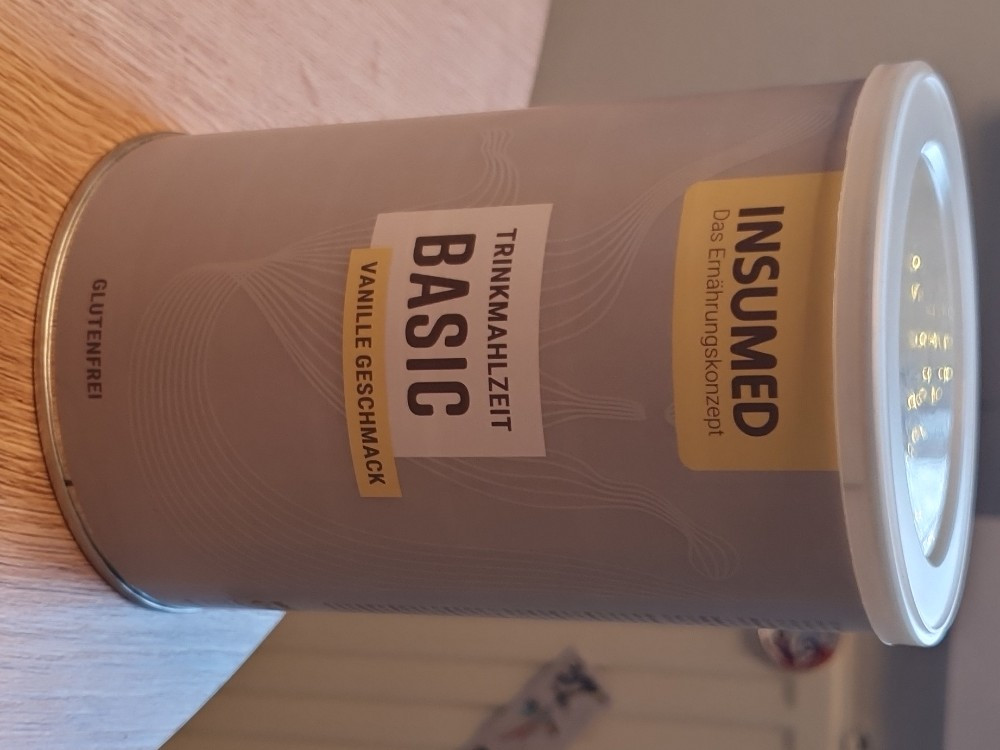 INSUMED
Das Ernährungskonzept
TRINKMAHLZEIT
BASIC
VANILLE GESCHMACK
GLUTENFREI